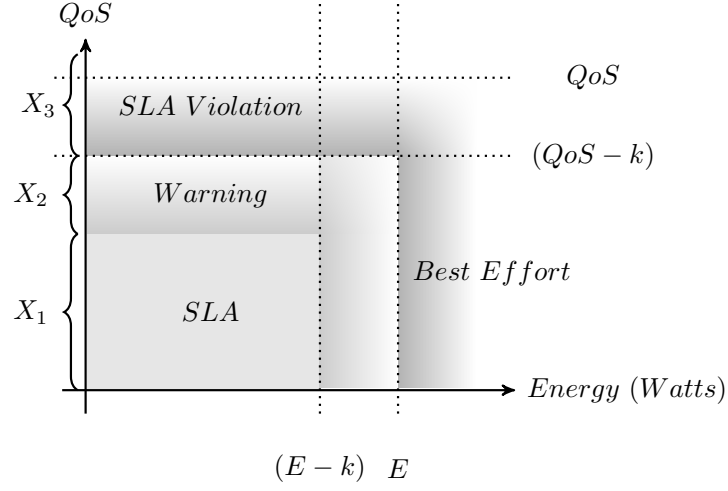 QoS
QoS
X₃
SLA Violation
(QoS − k)
X₂
Warning
Best Effort
X₁
SLA
Energy (Watts)
(E − k)
E